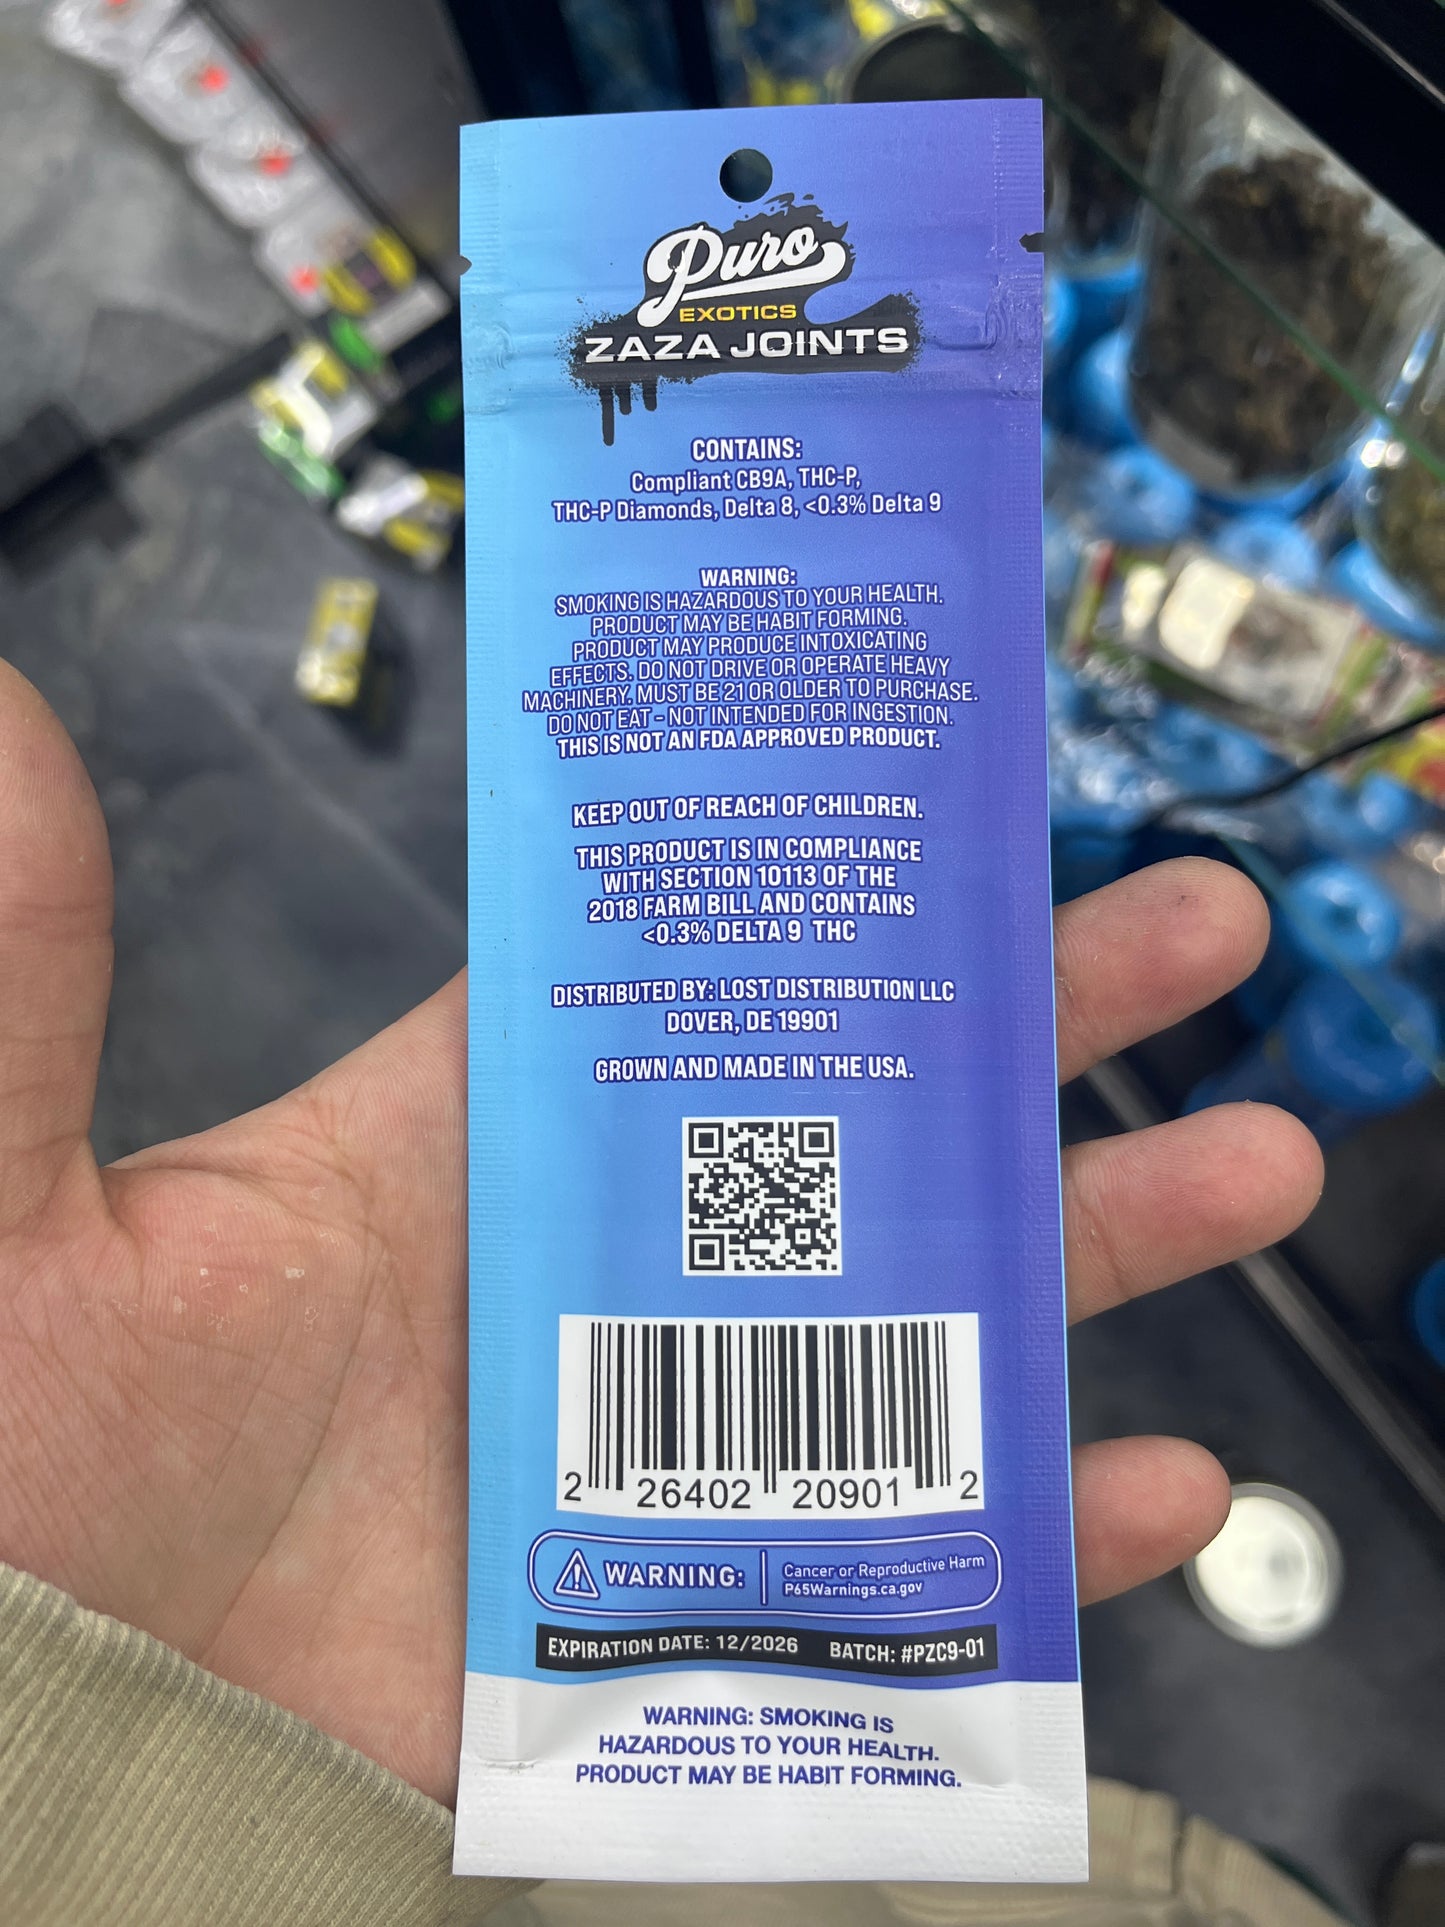 Puro
EXOTICS
ZAZA JOINTS
CONTAINS:
Compliant CB9A, THC-P,
THC-P Diamonds, Delta 8, <0.3% Delta 9
WARNING:
SMOKING IS HAZARDOUS TO YOUR HEALTH.
PRODUCT MAY BE HABIT FORMING.
PRODUCT MAY PRODUCE INTOXICATING
EFFECTS. DO NOT DRIVE OR OPERATE HEAVY
MACHINERY. MUST BE 21 OR OLDER TO PURCHASE.
DO NOT EAT - NOT INTENDED FOR INGESTION.
THIS IS NOT AN FDA APPROVED PRODUCT.
KEEP OUT OF REACH OF CHILDREN.
THIS PRODUCT IS IN COMPLIANCE
WITH SECTION 10113 OF THE
2018 FARM BILL AND CONTAINS
<0.3% DELTA 9 THC
DISTRIBUTED BY: LOST DISTRIBUTION LLC
DOVER, DE 19901
GROWN AND MADE IN THE USA.
2 26402 20901 2
WARNING: Cancer or Reproductive Harm
P65Warnings.ca.gov
EXPIRATION DATE: 12/2026 BATCH: #PZC9-01
WARNING: SMOKING IS
HAZARDOUS TO YOUR HEALTH.
PRODUCT MAY BE HABIT FORMING.